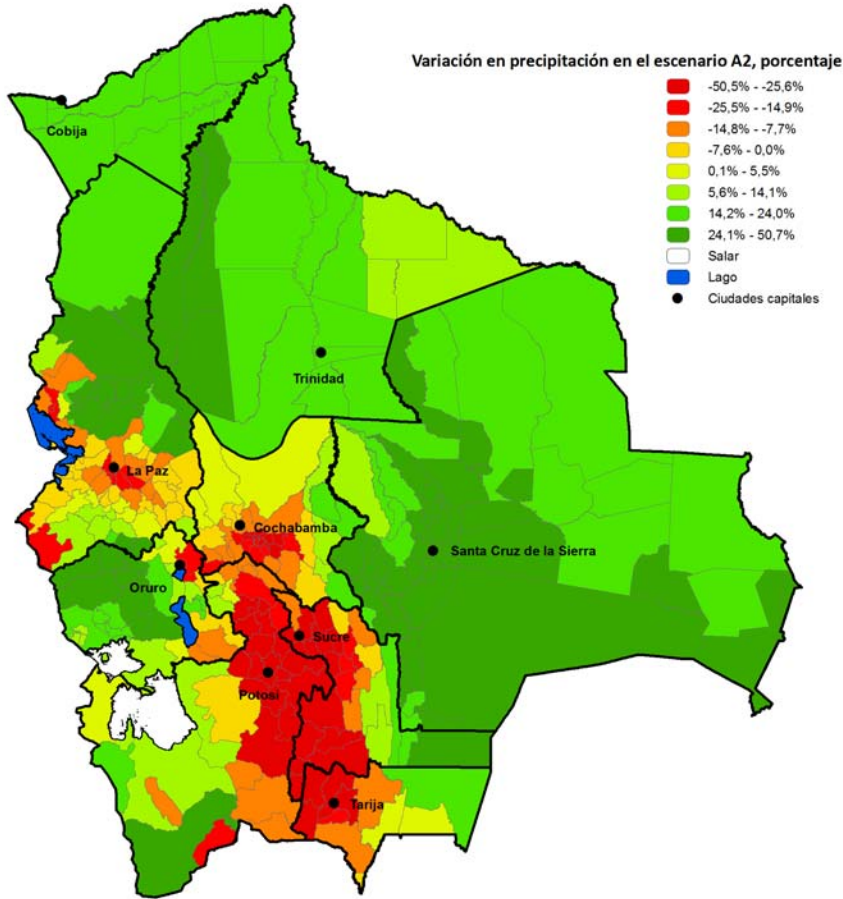 Variación en precipitación en el escenario A2, porcentaje
-50,5% - -25,6%
-25,5% - -14,9%
-14,8% - -7,7%
-7,6% - 0,0%
0,1% - 5,5%
5,6% - 14,1%
14,2% - 24,0%
24,1% - 50,7%
Salar
Lago
Ciudades capitales
Cobija
Trinidad
La Paz
Cochabamba
Santa Cruz de la Sierra
Oruro
Sucre
Potosí
Tarija